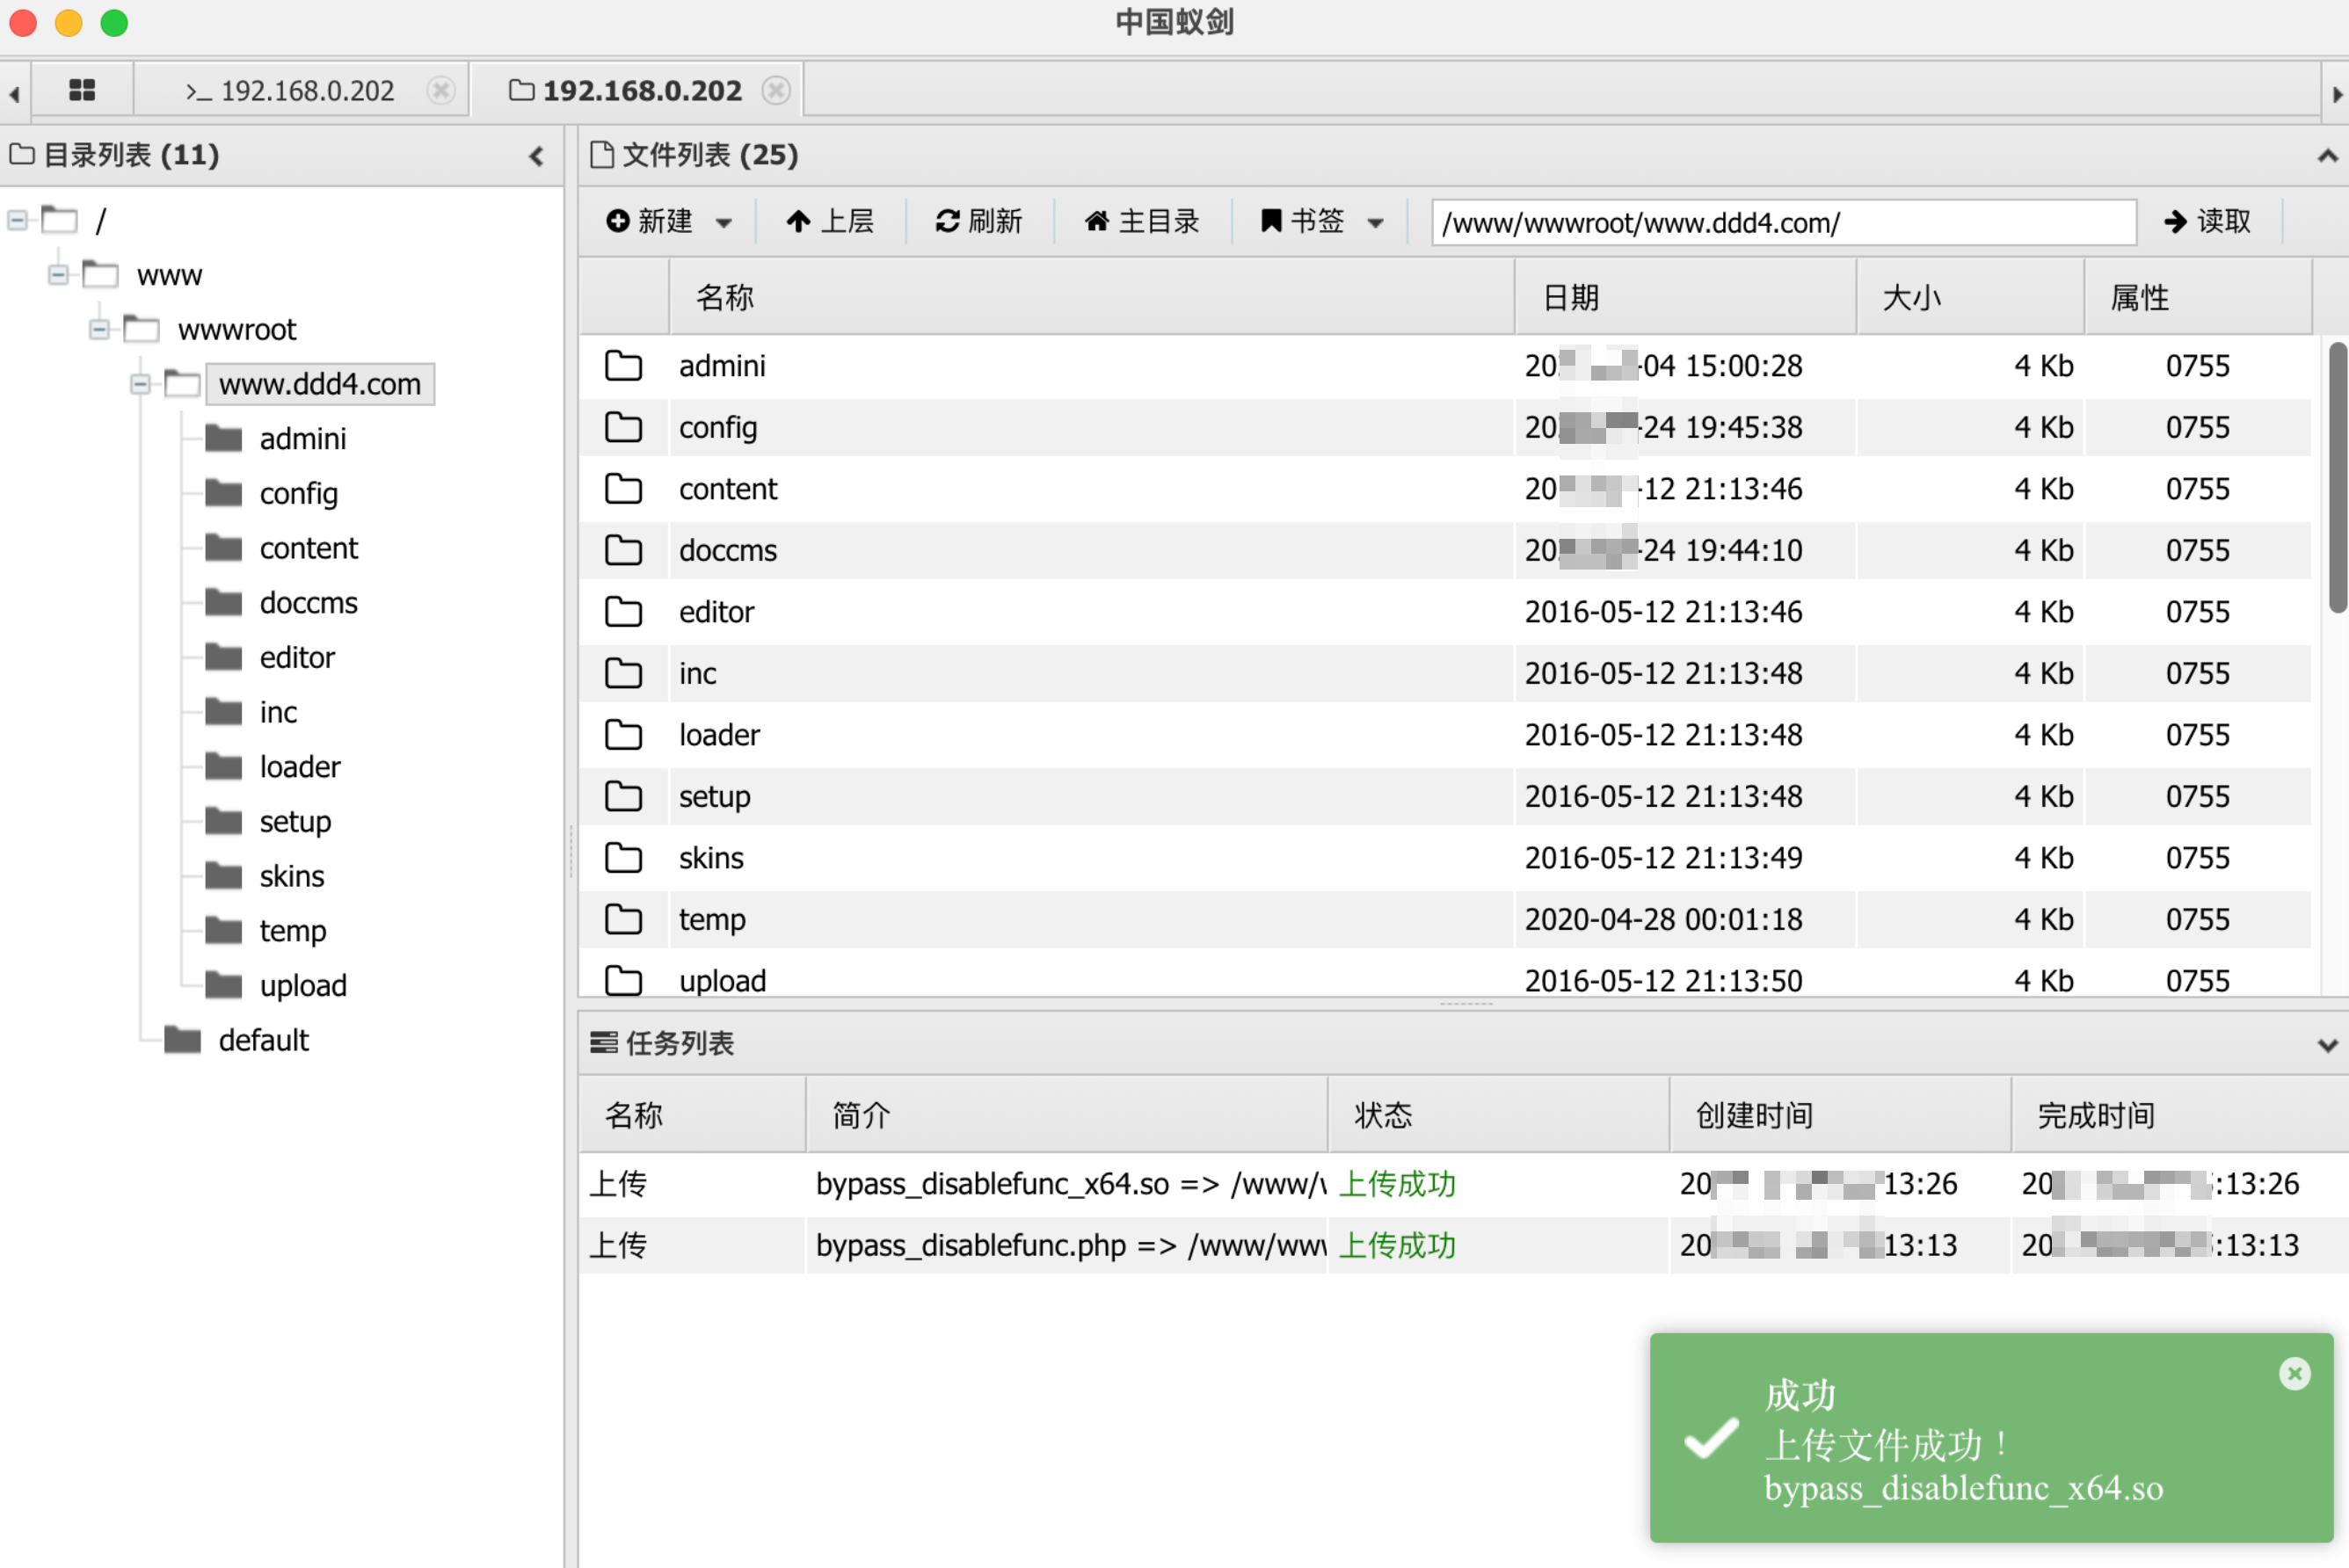 中国蚁剑
>_ 192.168.0.202
192.168.0.202
目录列表 (11)
/
www
wwwroot
www.ddd4.com
admini
config
content
doccms
editor
inc
loader
setup
skins
temp
upload
default
文件列表 (25)
新建 上层 刷新 主目录 书签 /www/wwwroot/www.ddd4.com/ 读取
名称 日期 大小 属性
admini 20 -04 15:00:28 4 Kb 0755
config 20 -24 19:45:38 4 Kb 0755
content 20 -12 21:13:46 4 Kb 0755
doccms 20 -24 19:44:10 4 Kb 0755
editor 2016-05-12 21:13:46 4 Kb 0755
inc 2016-05-12 21:13:48 4 Kb 0755
loader 2016-05-12 21:13:48 4 Kb 0755
setup 2016-05-12 21:13:48 4 Kb 0755
skins 2016-05-12 21:13:49 4 Kb 0755
temp 2020-04-28 00:01:18 4 Kb 0755
upload 2016-05-12 21:13:50 4 Kb 0755
任务列表
名称 简介 状态 创建时间 完成时间
上传 bypass_disablefunc_x64.so => /www/ 上传成功 20 13:26 20 :13:26
上传 bypass_disablefunc.php => /www/ww 上传成功 20 13:13 20 :13:13
成功
上传文件成功！
bypass_disablefunc_x64.so